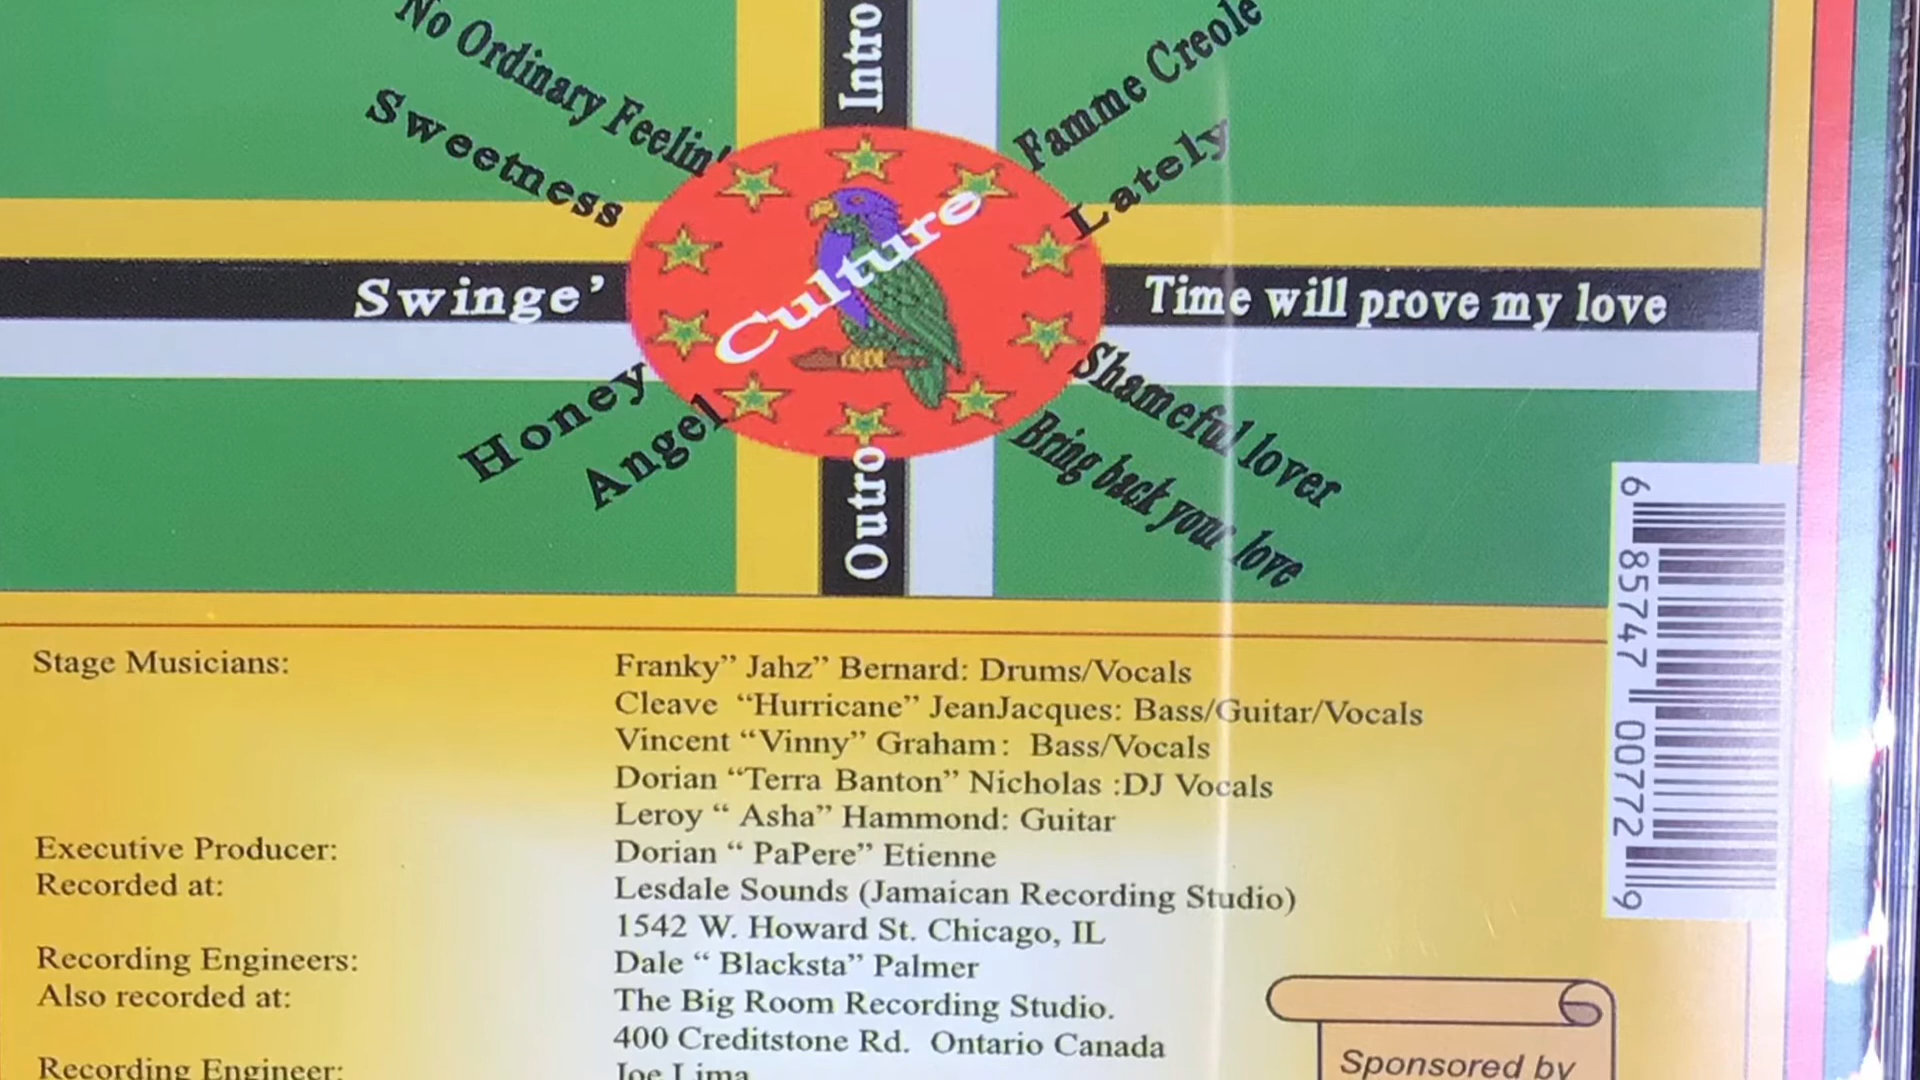 No Ordinary Feelin'
Sweetness
Intro
Famme Creole
Lately
Culture
Swinge’
Time will prove my love
Honey
Angel
Outro
Shameful lover
Bring back your love
6 85747 00772 9
Stage Musicians:
Franky” Jahz” Bernard: Drums/Vocals
Cleave “Hurricane” JeanJacques: Bass/Guitar/Vocals
Vincent “Vinny” Graham: Bass/Vocals
Dorian “Terra Banton” Nicholas :DJ Vocals
Leroy “ Asha” Hammond: Guitar
Executive Producer: Dorian “ PaPere” Etienne
Recorded at: Lesdale Sounds (Jamaican Recording Studio)
1542 W. Howard St. Chicago, IL
Recording Engineers: Dale “ Blacksta” Palmer
Also recorded at: The Big Room Recording Studio.
400 Creditstone Rd. Ontario Canada
Recording Engineer: Joe Lima
Sponsored by